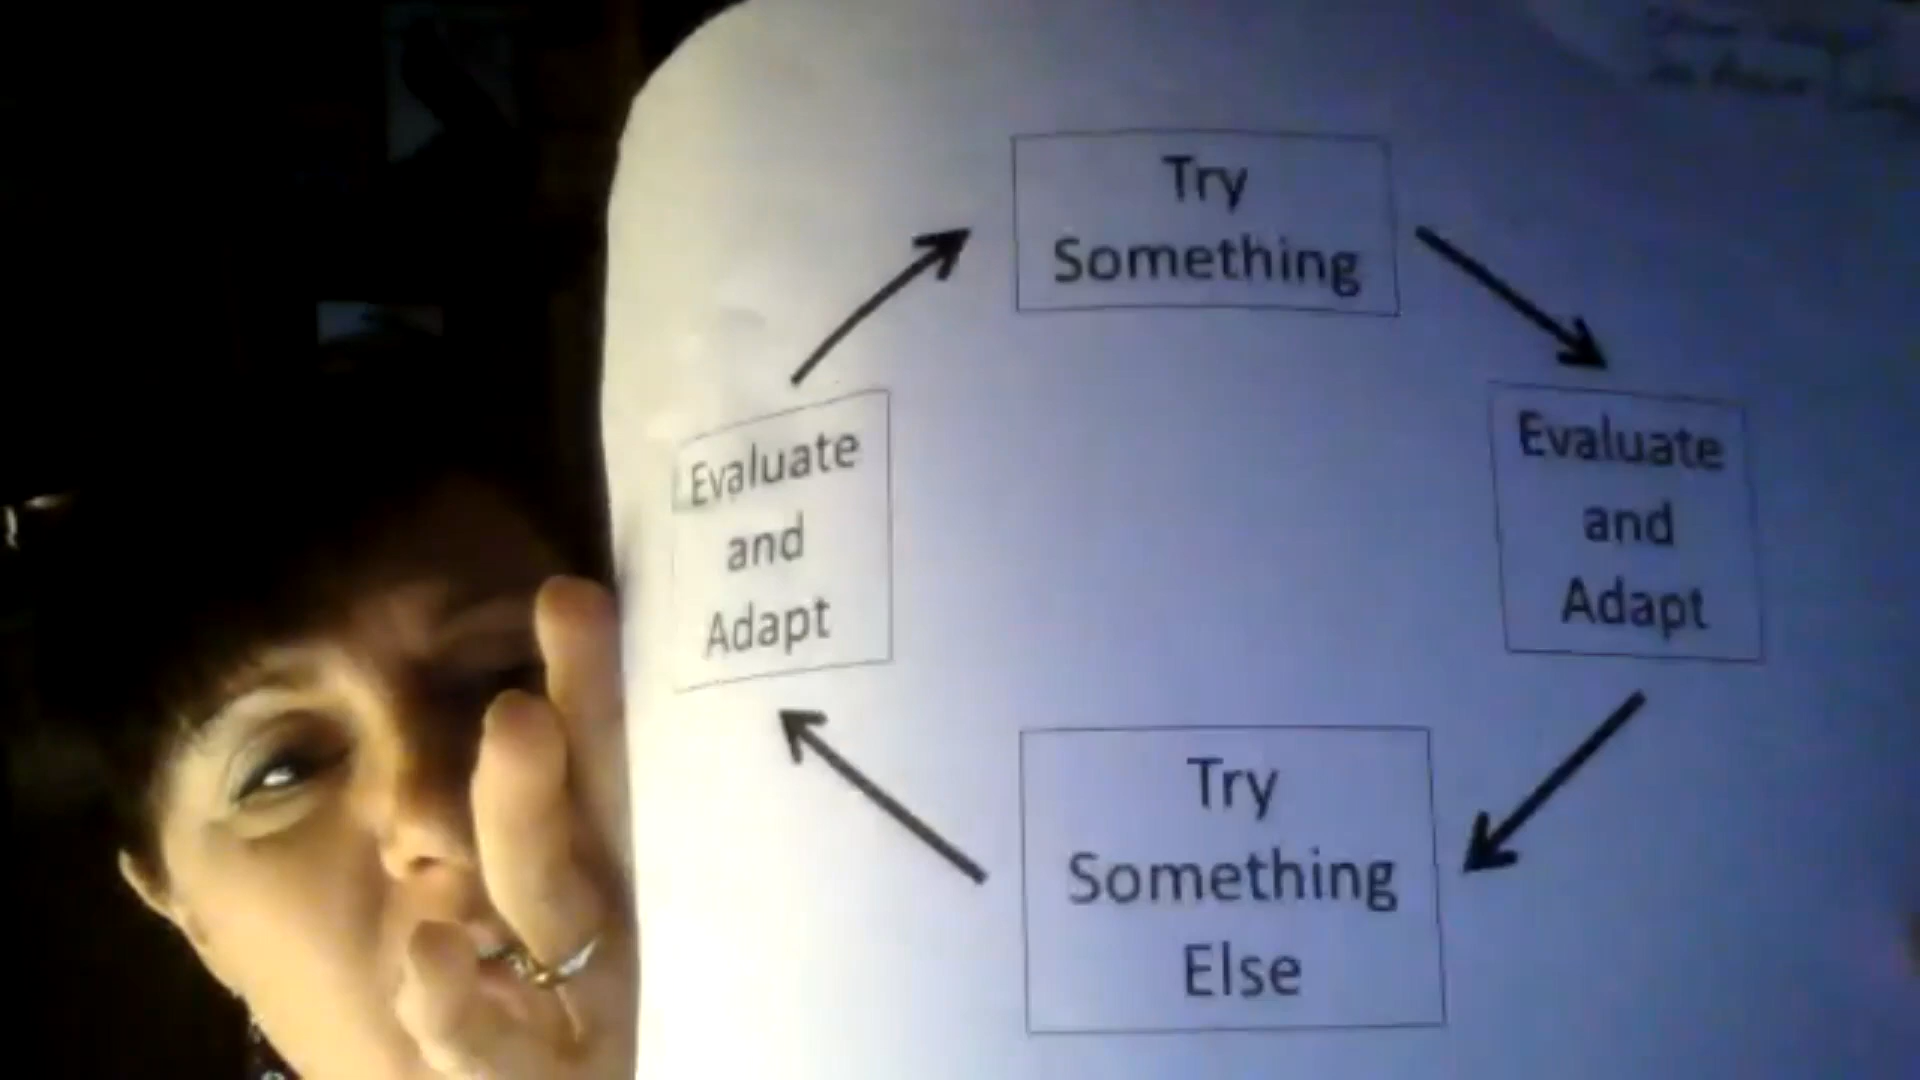 Try
Something
Evaluate
and
Adapt
Evaluate
and
Adapt
Try
Something
Else